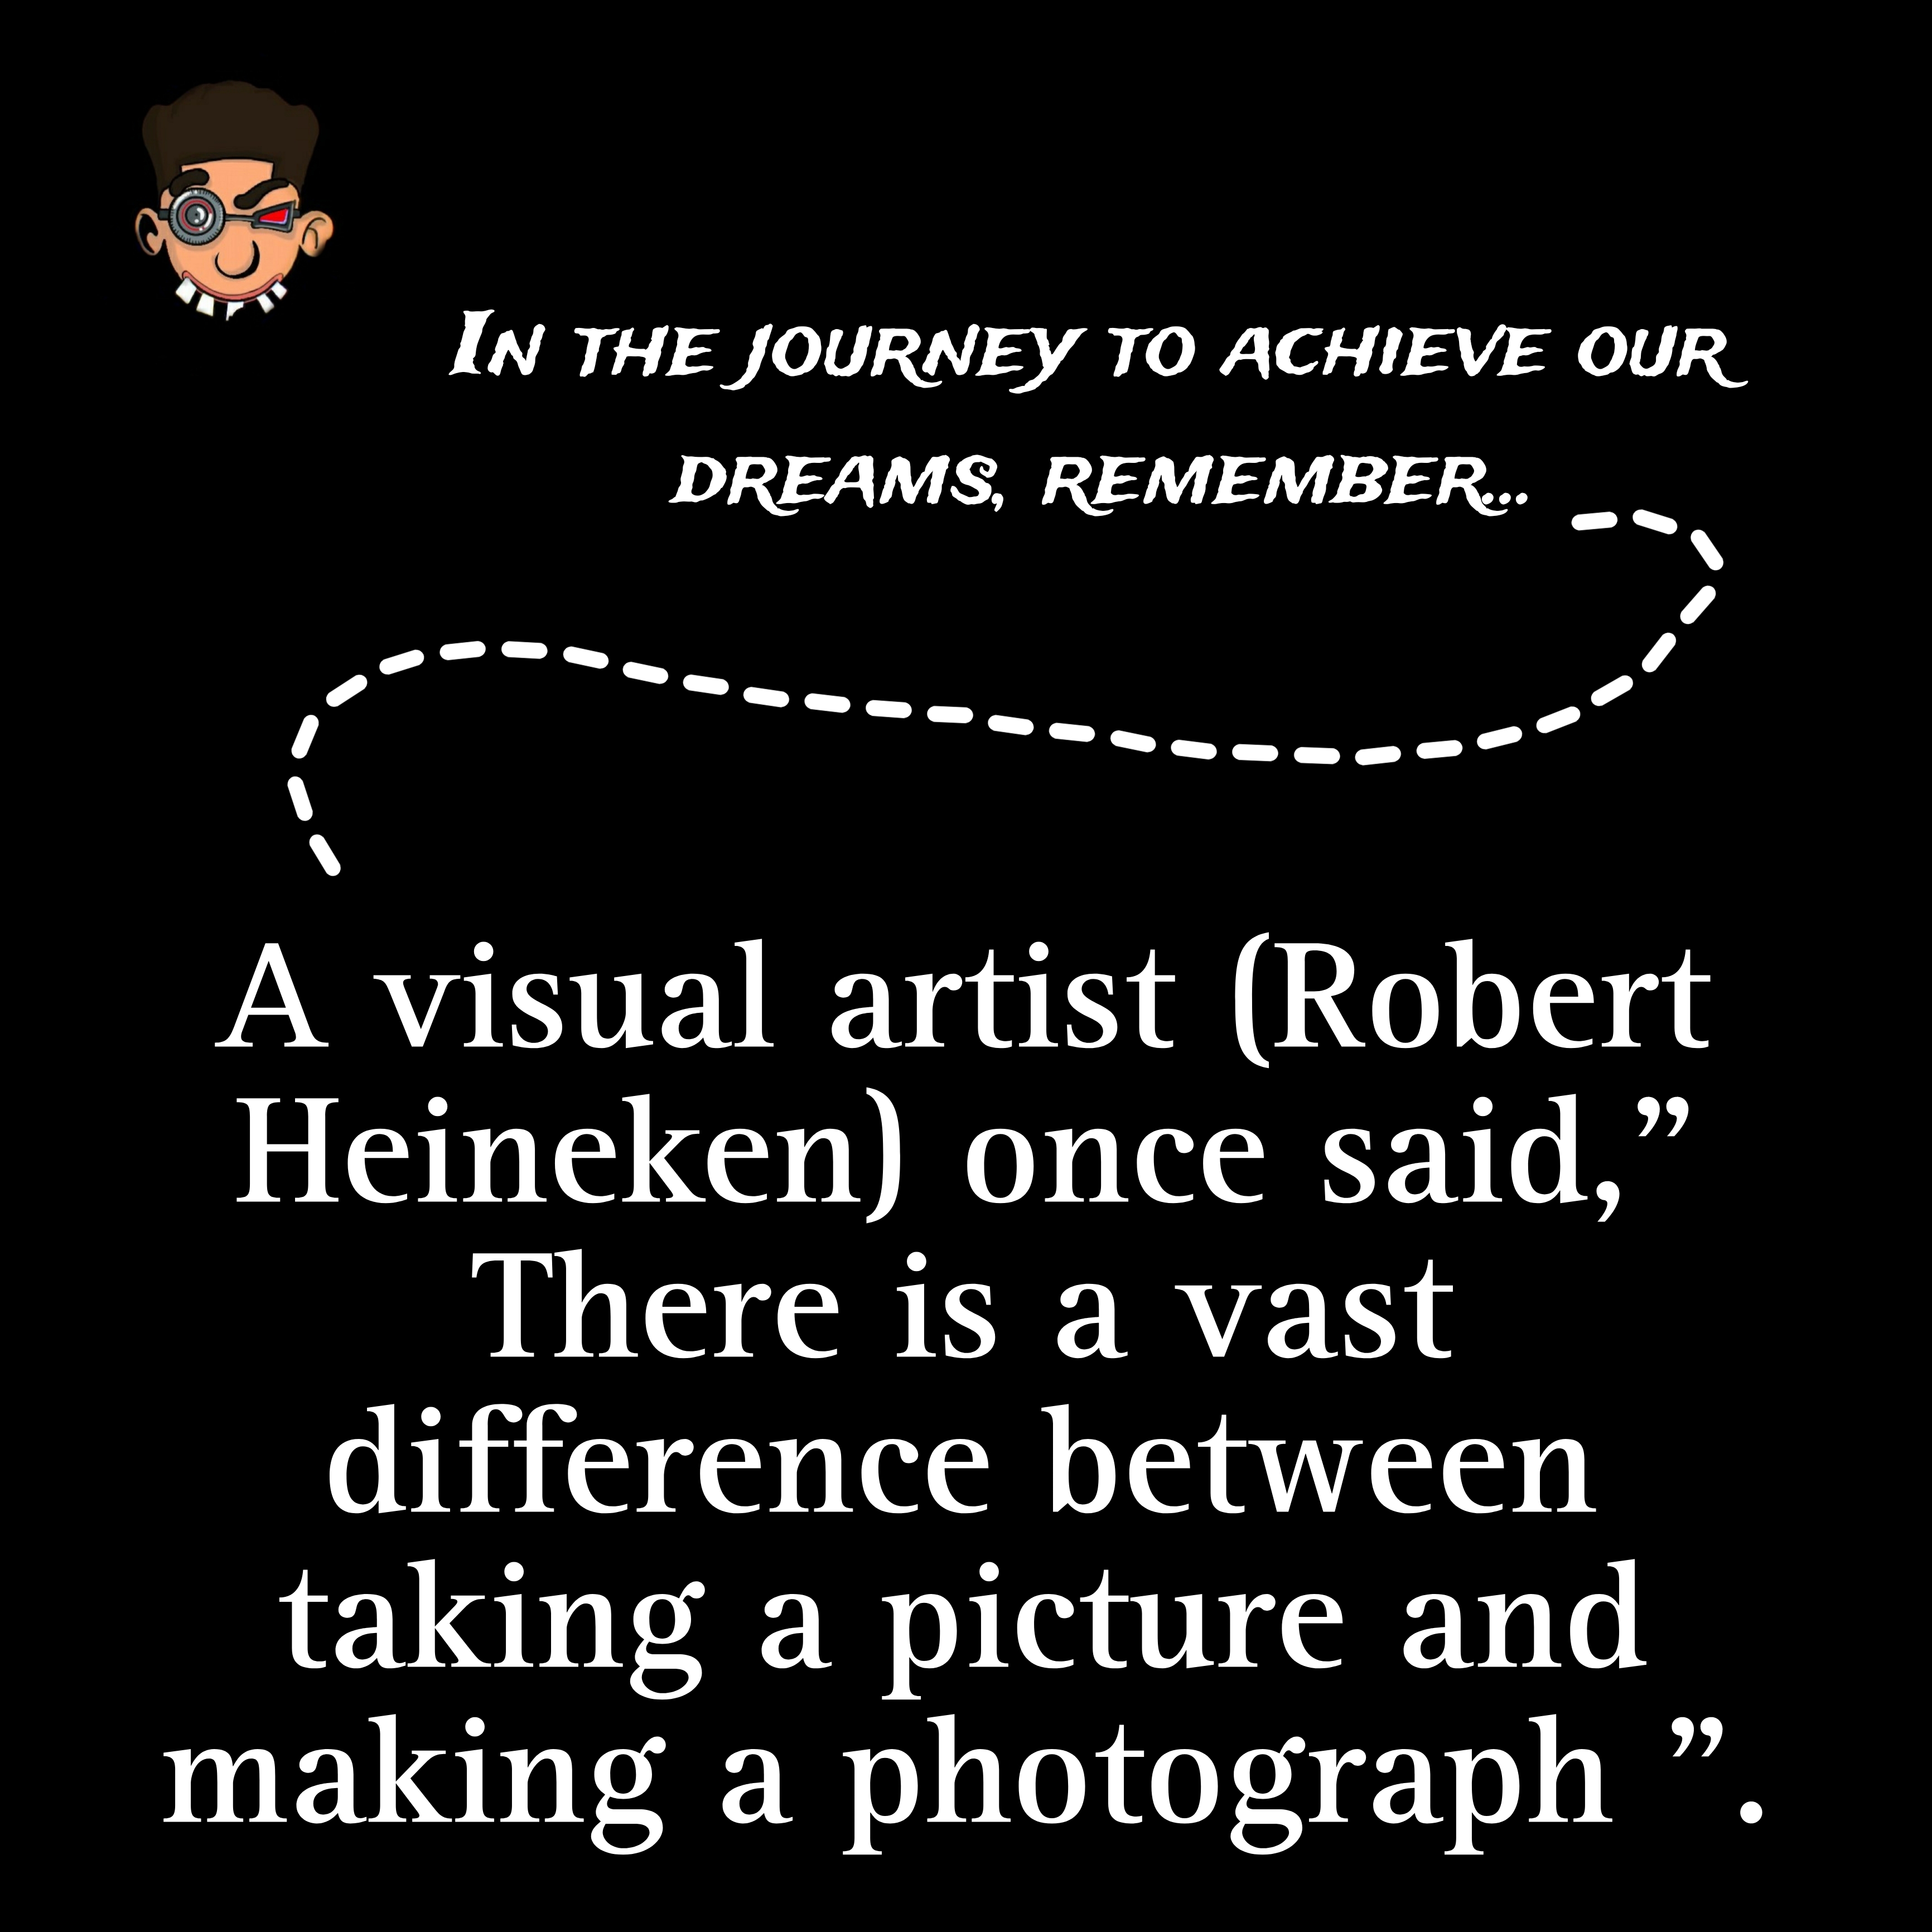 In the journey to achieve our
dreams, remember...
A visual artist (Robert
Heineken) once said,”
There is a vast
difference between
taking a picture and
making a photograph ”.